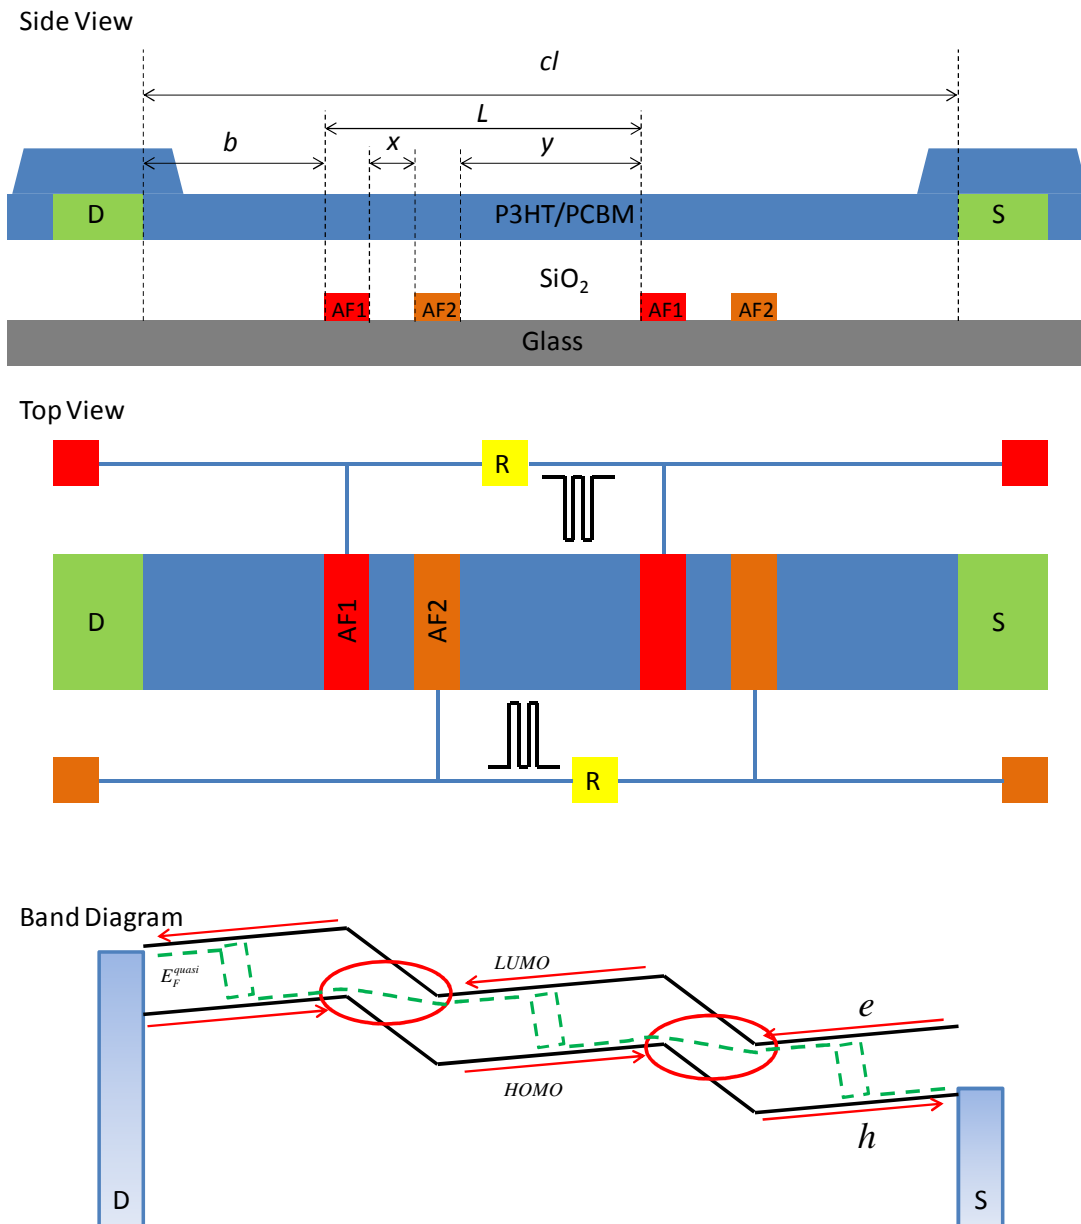 Side View
cl
L
b
x
y
D
P3HT/PCBM
S
SiO₂
AF1
AF2
AF1
AF2
Glass
Top View
R
D
AF1
AF2
S
R
Band Diagram
E_F^quasi
LUMO
e
HOMO
h
D
S